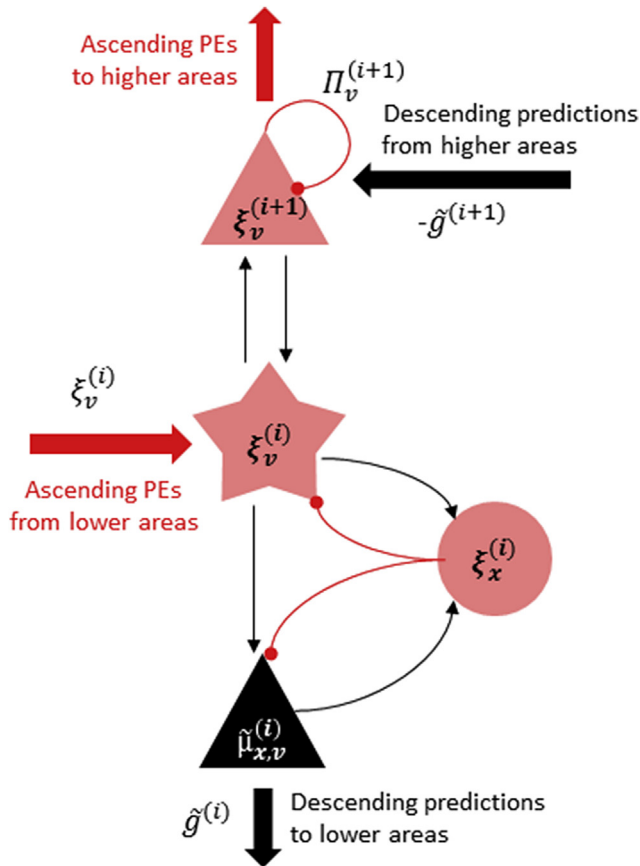 Ascending PEs
to higher areas
Π_v^(i+1)
Descending predictions
from higher areas
ξ_v^(i+1)
-g̃^(i+1)
ξ_v^(i)
ξ_v^(i)
Ascending PEs
from lower areas
ξ_x^(i)
μ̃_x,v^(i)
g̃^(i)
Descending predictions
to lower areas